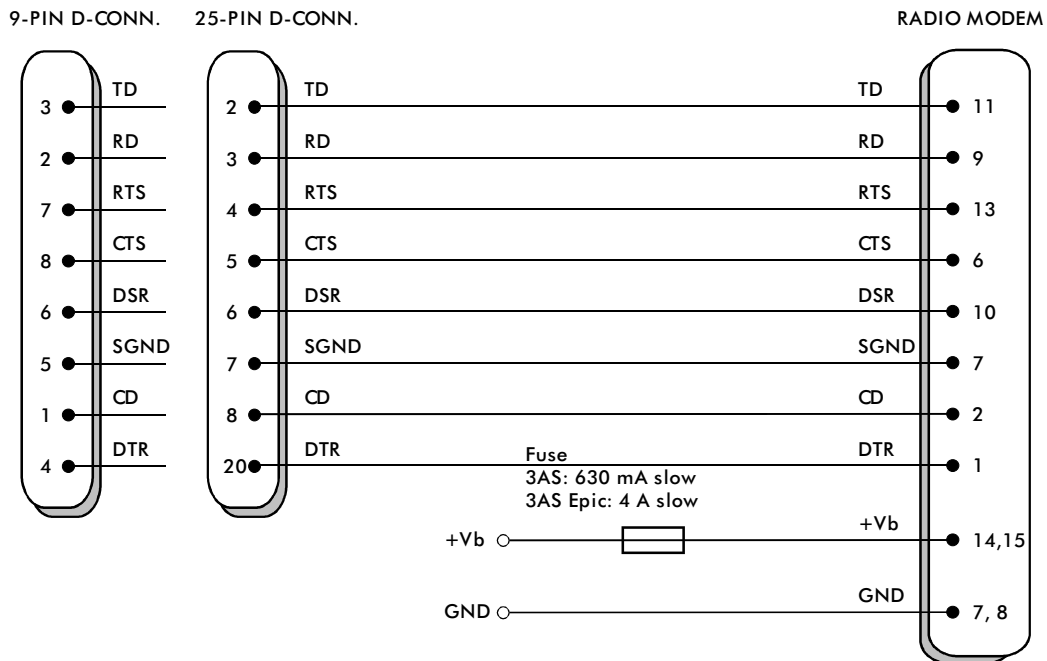 9-PIN D-CONN. 25-PIN D-CONN. RADIO MODEM
3 TD 2 TD TD 11
2 RD 3 RD RD 9
7 RTS 4 RTS RTS 13
8 CTS 5 CTS CTS 6
6 DSR 6 DSR DSR 10
5 SGND 7 SGND SGND 7
1 CD 8 CD CD 2
4 DTR 20 DTR DTR 1
Fuse
3AS: 630 mA slow
3AS Epic: 4 A slow
+Vb +Vb 14,15
GND GND 7, 8